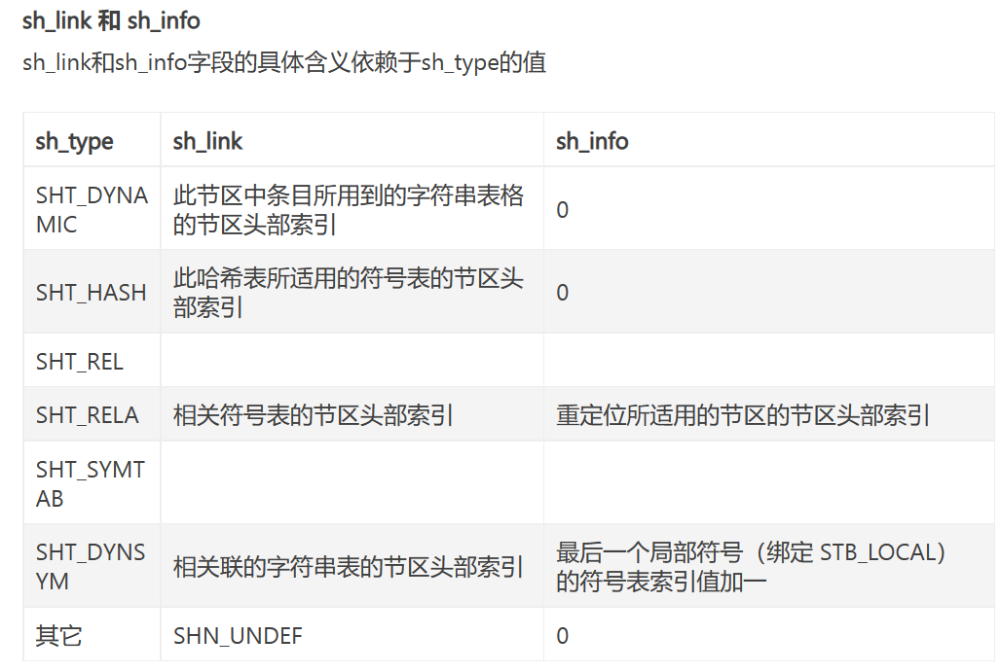 sh_link 和 sh_info
sh_link和sh_info字段的具体含义依赖于sh_type的值
sh_type sh_link sh_info
SHT_DYNA
MIC
此节区中条目所用到的字符串表格
的节区头部索引
0
SHT_HASH
此哈希表所适用的符号表的节区头
部索引
0
SHT_REL
SHT_RELA 相关符号表的节区头部索引 重定位所适用的节区的节区头部索引
SHT_SYMT
AB
SHT_DYNS
YM
相关联的字符串表的节区头部索引
最后一个局部符号（绑定 STB_LOCAL）
的符号表索引值加一
其它 SHN_UNDEF 0